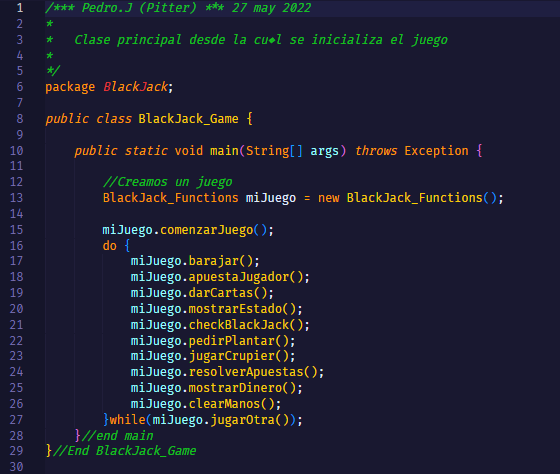 1 /*** Pedro.J (Pitter) *** 27 may 2022
2 *
3 *   Clase principal desde la cu�l se inicializa el juego
4 *
5 */
6 package BlackJack;
7
8 public class BlackJack_Game {
9
10     public static void main(String[] args) throws Exception {
11
12         //Creamos un juego
13         BlackJack_Functions miJuego = new BlackJack_Functions();
14
15         miJuego.comenzarJuego();
16         do {
17             miJuego.barajar();
18             miJuego.apuestaJugador();
19             miJuego.darCartas();
20             miJuego.mostrarEstado();
21             miJuego.checkBlackJack();
22             miJuego.pedirPlantar();
23             miJuego.jugarCrupier();
24             miJuego.resolverApuestas();
25             miJuego.mostrarDinero();
26             miJuego.clearManos();
27         }while(miJuego.jugarOtra());
28     }//end main
29 }//End BlackJack_Game
30